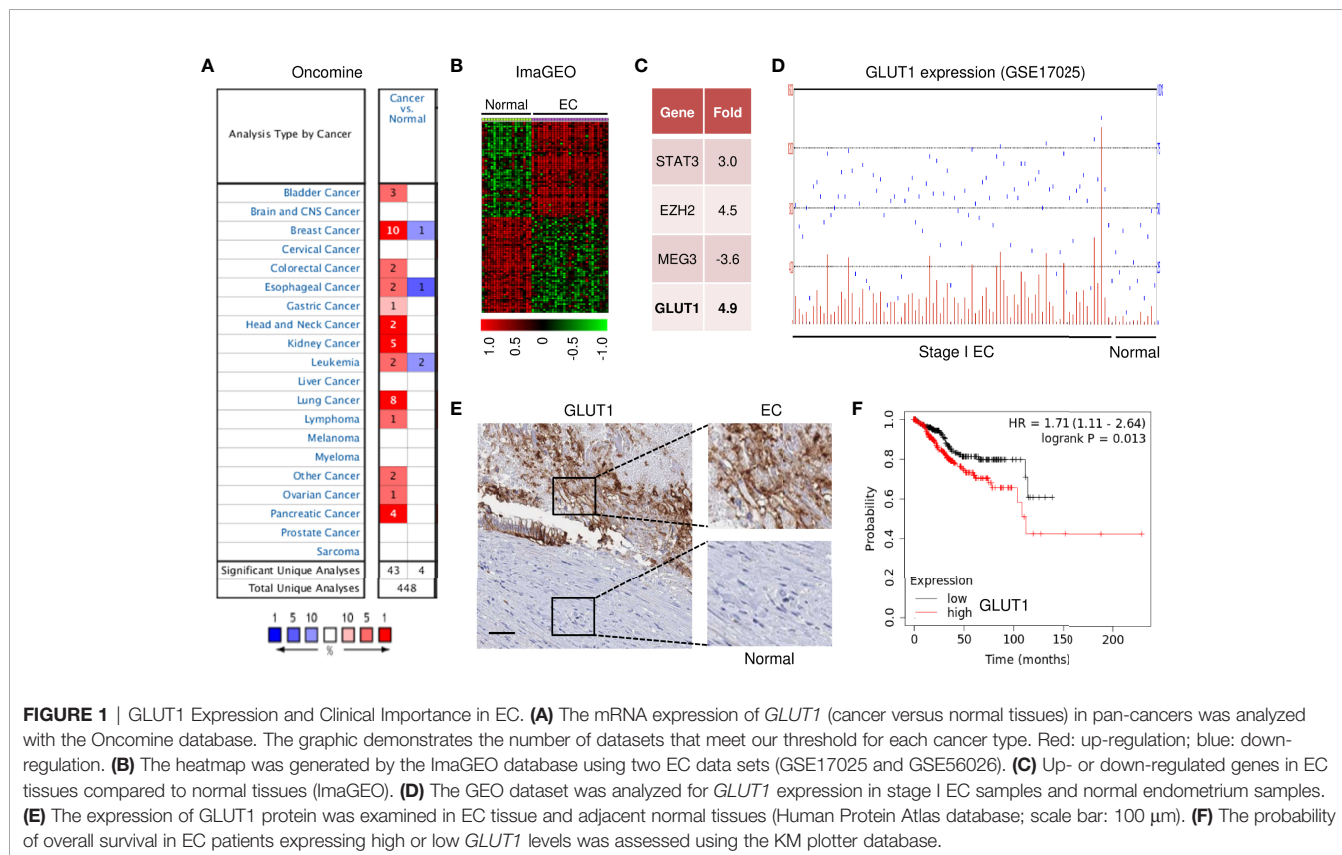 A
Oncomine
Analysis Type by Cancer
Cancer
vs.
Normal
Bladder Cancer 3
Brain and CNS Cancer
Breast Cancer 10 1
Cervical Cancer
Colorectal Cancer 2
Esophageal Cancer 2 1
Gastric Cancer 1
Head and Neck Cancer 2
Kidney Cancer 5
Leukemia 2 2
Liver Cancer
Lung Cancer 8
Lymphoma 1
Melanoma
Myeloma
Other Cancer 2
Ovarian Cancer 1
Pancreatic Cancer 4
Prostate Cancer
Sarcoma
Significant Unique Analyses 43 4
Total Unique Analyses 448
1 5 10 10 5 1
%
B
ImaGEO
Normal EC
1.0 0.5 0 -0.5 -1.0
C
Gene Fold
STAT3 3.0
EZH2 4.5
MEG3 -3.6
GLUT1 4.9
D
GLUT1 expression (GSE17025)
Stage I EC Normal
E
GLUT1 EC
Normal
F
HR = 1.71 (1.11 - 2.64)
logrank P = 0.013
Probability
1.0
0.8
0.6
0.4
0.2
0.0
Expression
low
high
GLUT1
0 50 100 150 200
Time (months)
FIGURE 1 | GLUT1 Expression and Clinical Importance in EC. (A) The mRNA expression of GLUT1 (cancer versus normal tissues) in pan-cancers was analyzed
with the Oncomine database. The graphic demonstrates the number of datasets that meet our threshold for each cancer type. Red: up-regulation; blue: down-
regulation. (B) The heatmap was generated by the ImaGEO database using two EC data sets (GSE17025 and GSE56026). (C) Up- or down-regulated genes in EC
tissues compared to normal tissues (ImaGEO). (D) The GEO dataset was analyzed for GLUT1 expression in stage I EC samples and normal endometrium samples.
(E) The expression of GLUT1 protein was examined in EC tissue and adjacent normal tissues (Human Protein Atlas database; scale bar: 100 μm). (F) The probability
of overall survival in EC patients expressing high or low GLUT1 levels was assessed using the KM plotter database.